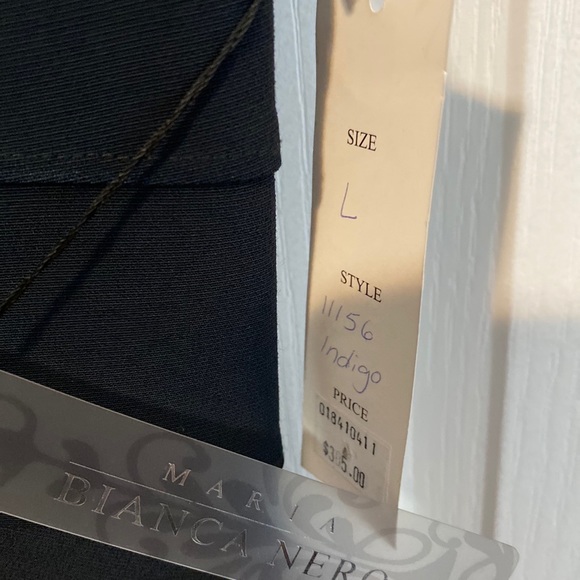 SIZE
L
STYLE
11156
Indigo
PRICE
018410411
MARIA
BIANCA NERO